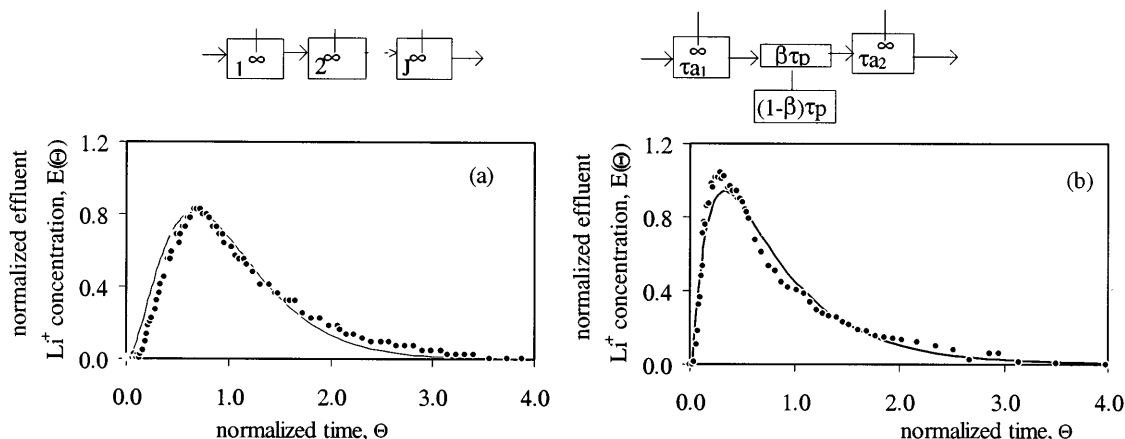 1 ∞ 2 ∞ J ∞
∞ τa₁ βτp ∞ τa₂
(1-β)τp
normalized effluent
Li⁺ concentration, E(Θ)
1.2
0.8
0.4
0.0
(a)
0.0 1.0 2.0 3.0 4.0
normalized time, Θ
normalized effluent
Li⁺ concentration, E(Θ)
1.2
0.8
0.4
0.0
(b)
0.0 1.0 2.0 3.0 4.0
normalized time, Θ